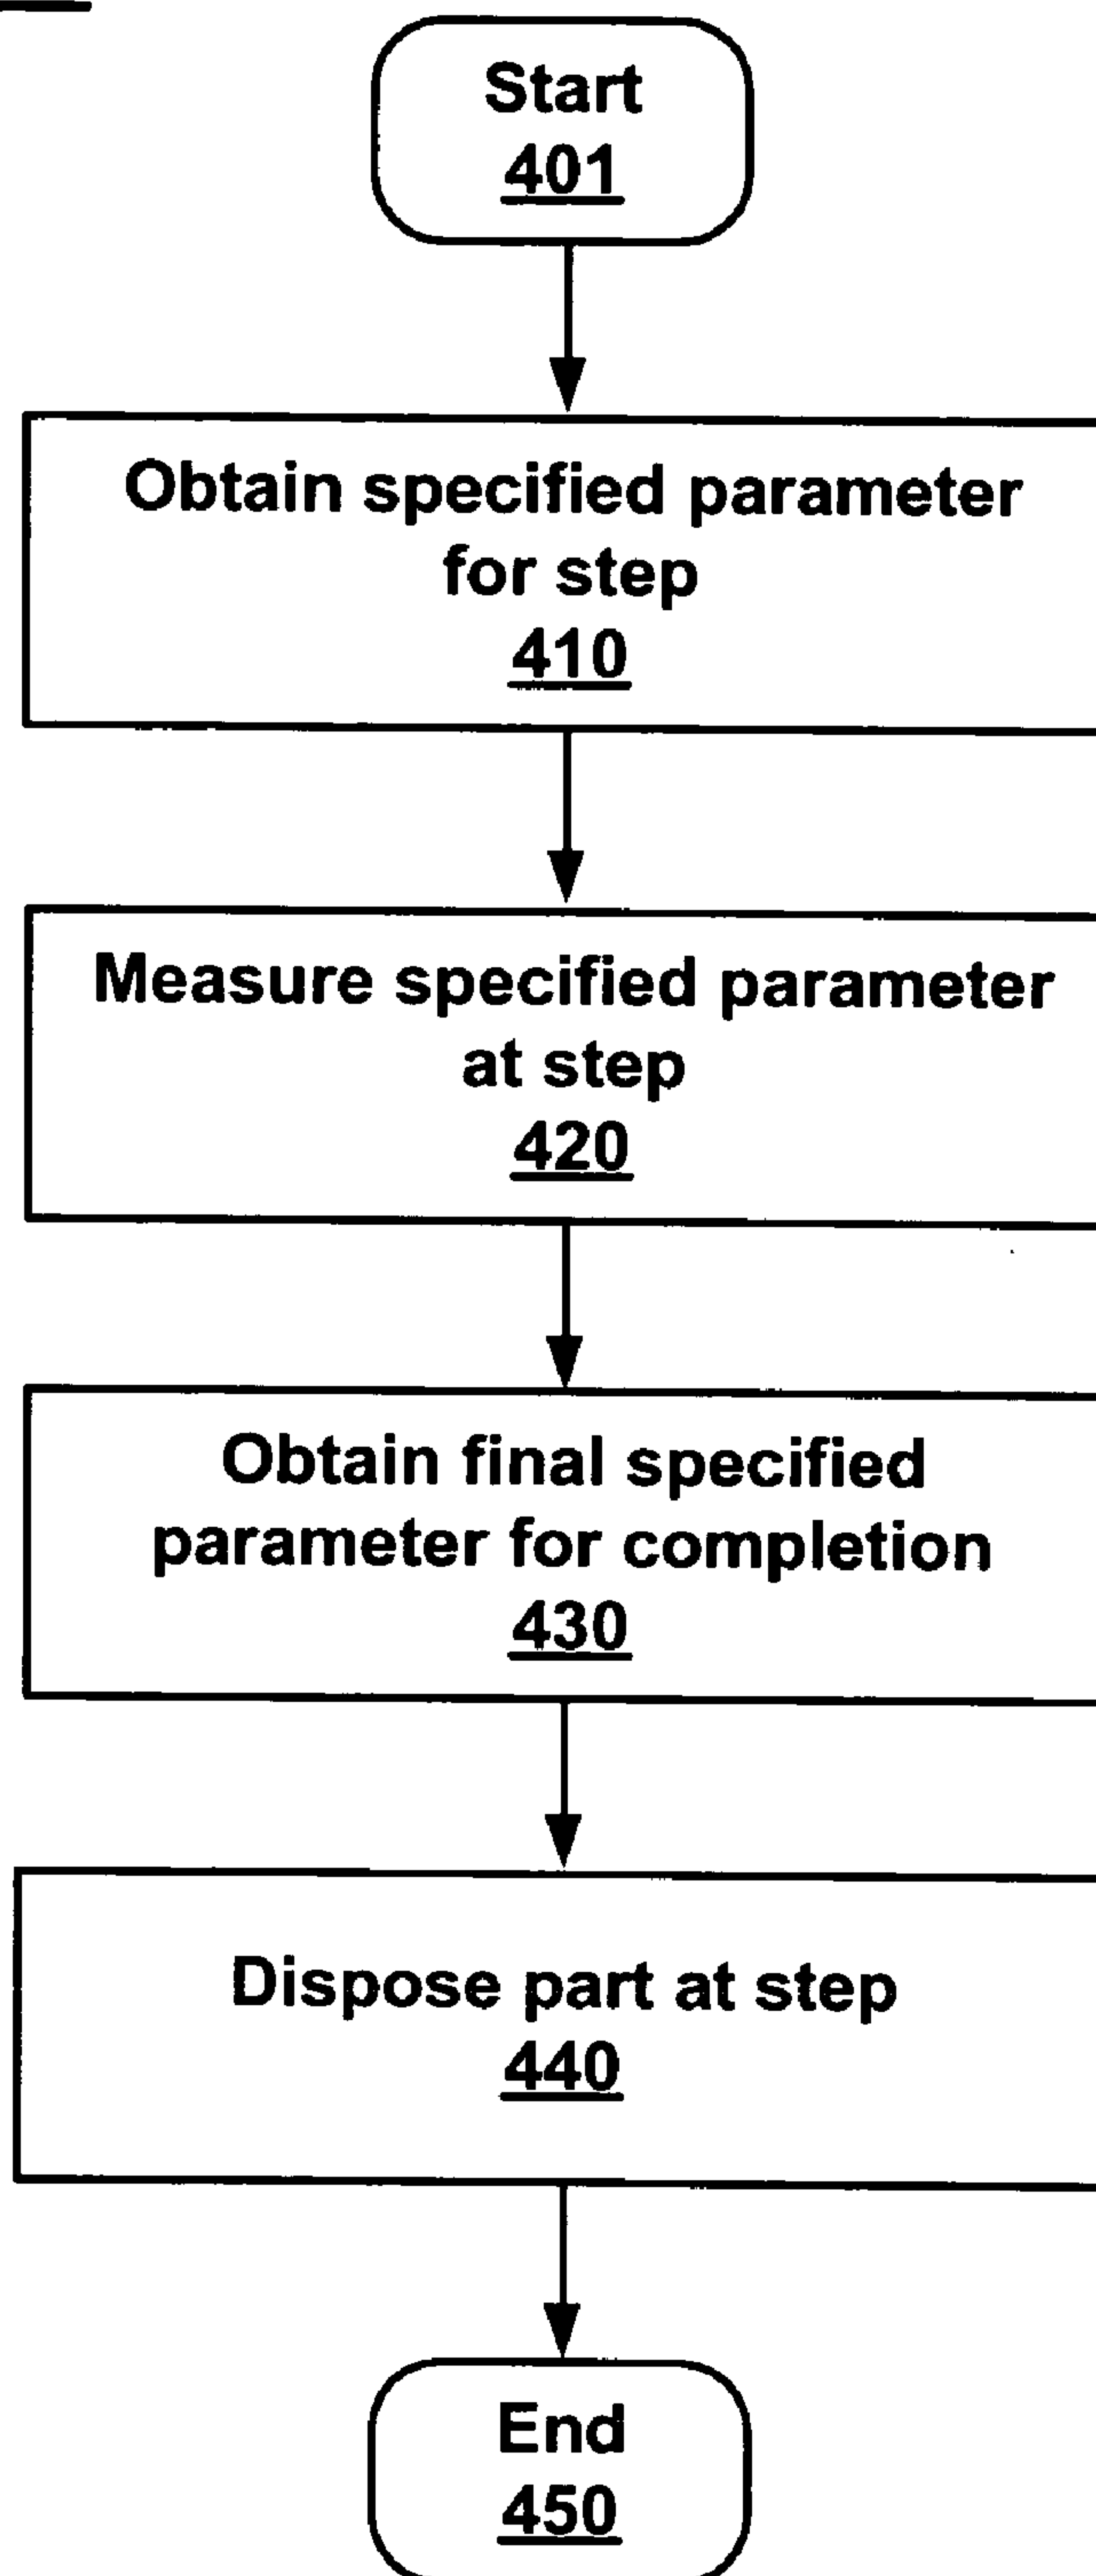 Start
401
Obtain specified parameter
for step
410
Measure specified parameter
at step
420
Obtain final specified
parameter for completion
430
Dispose part at step
440
End
450